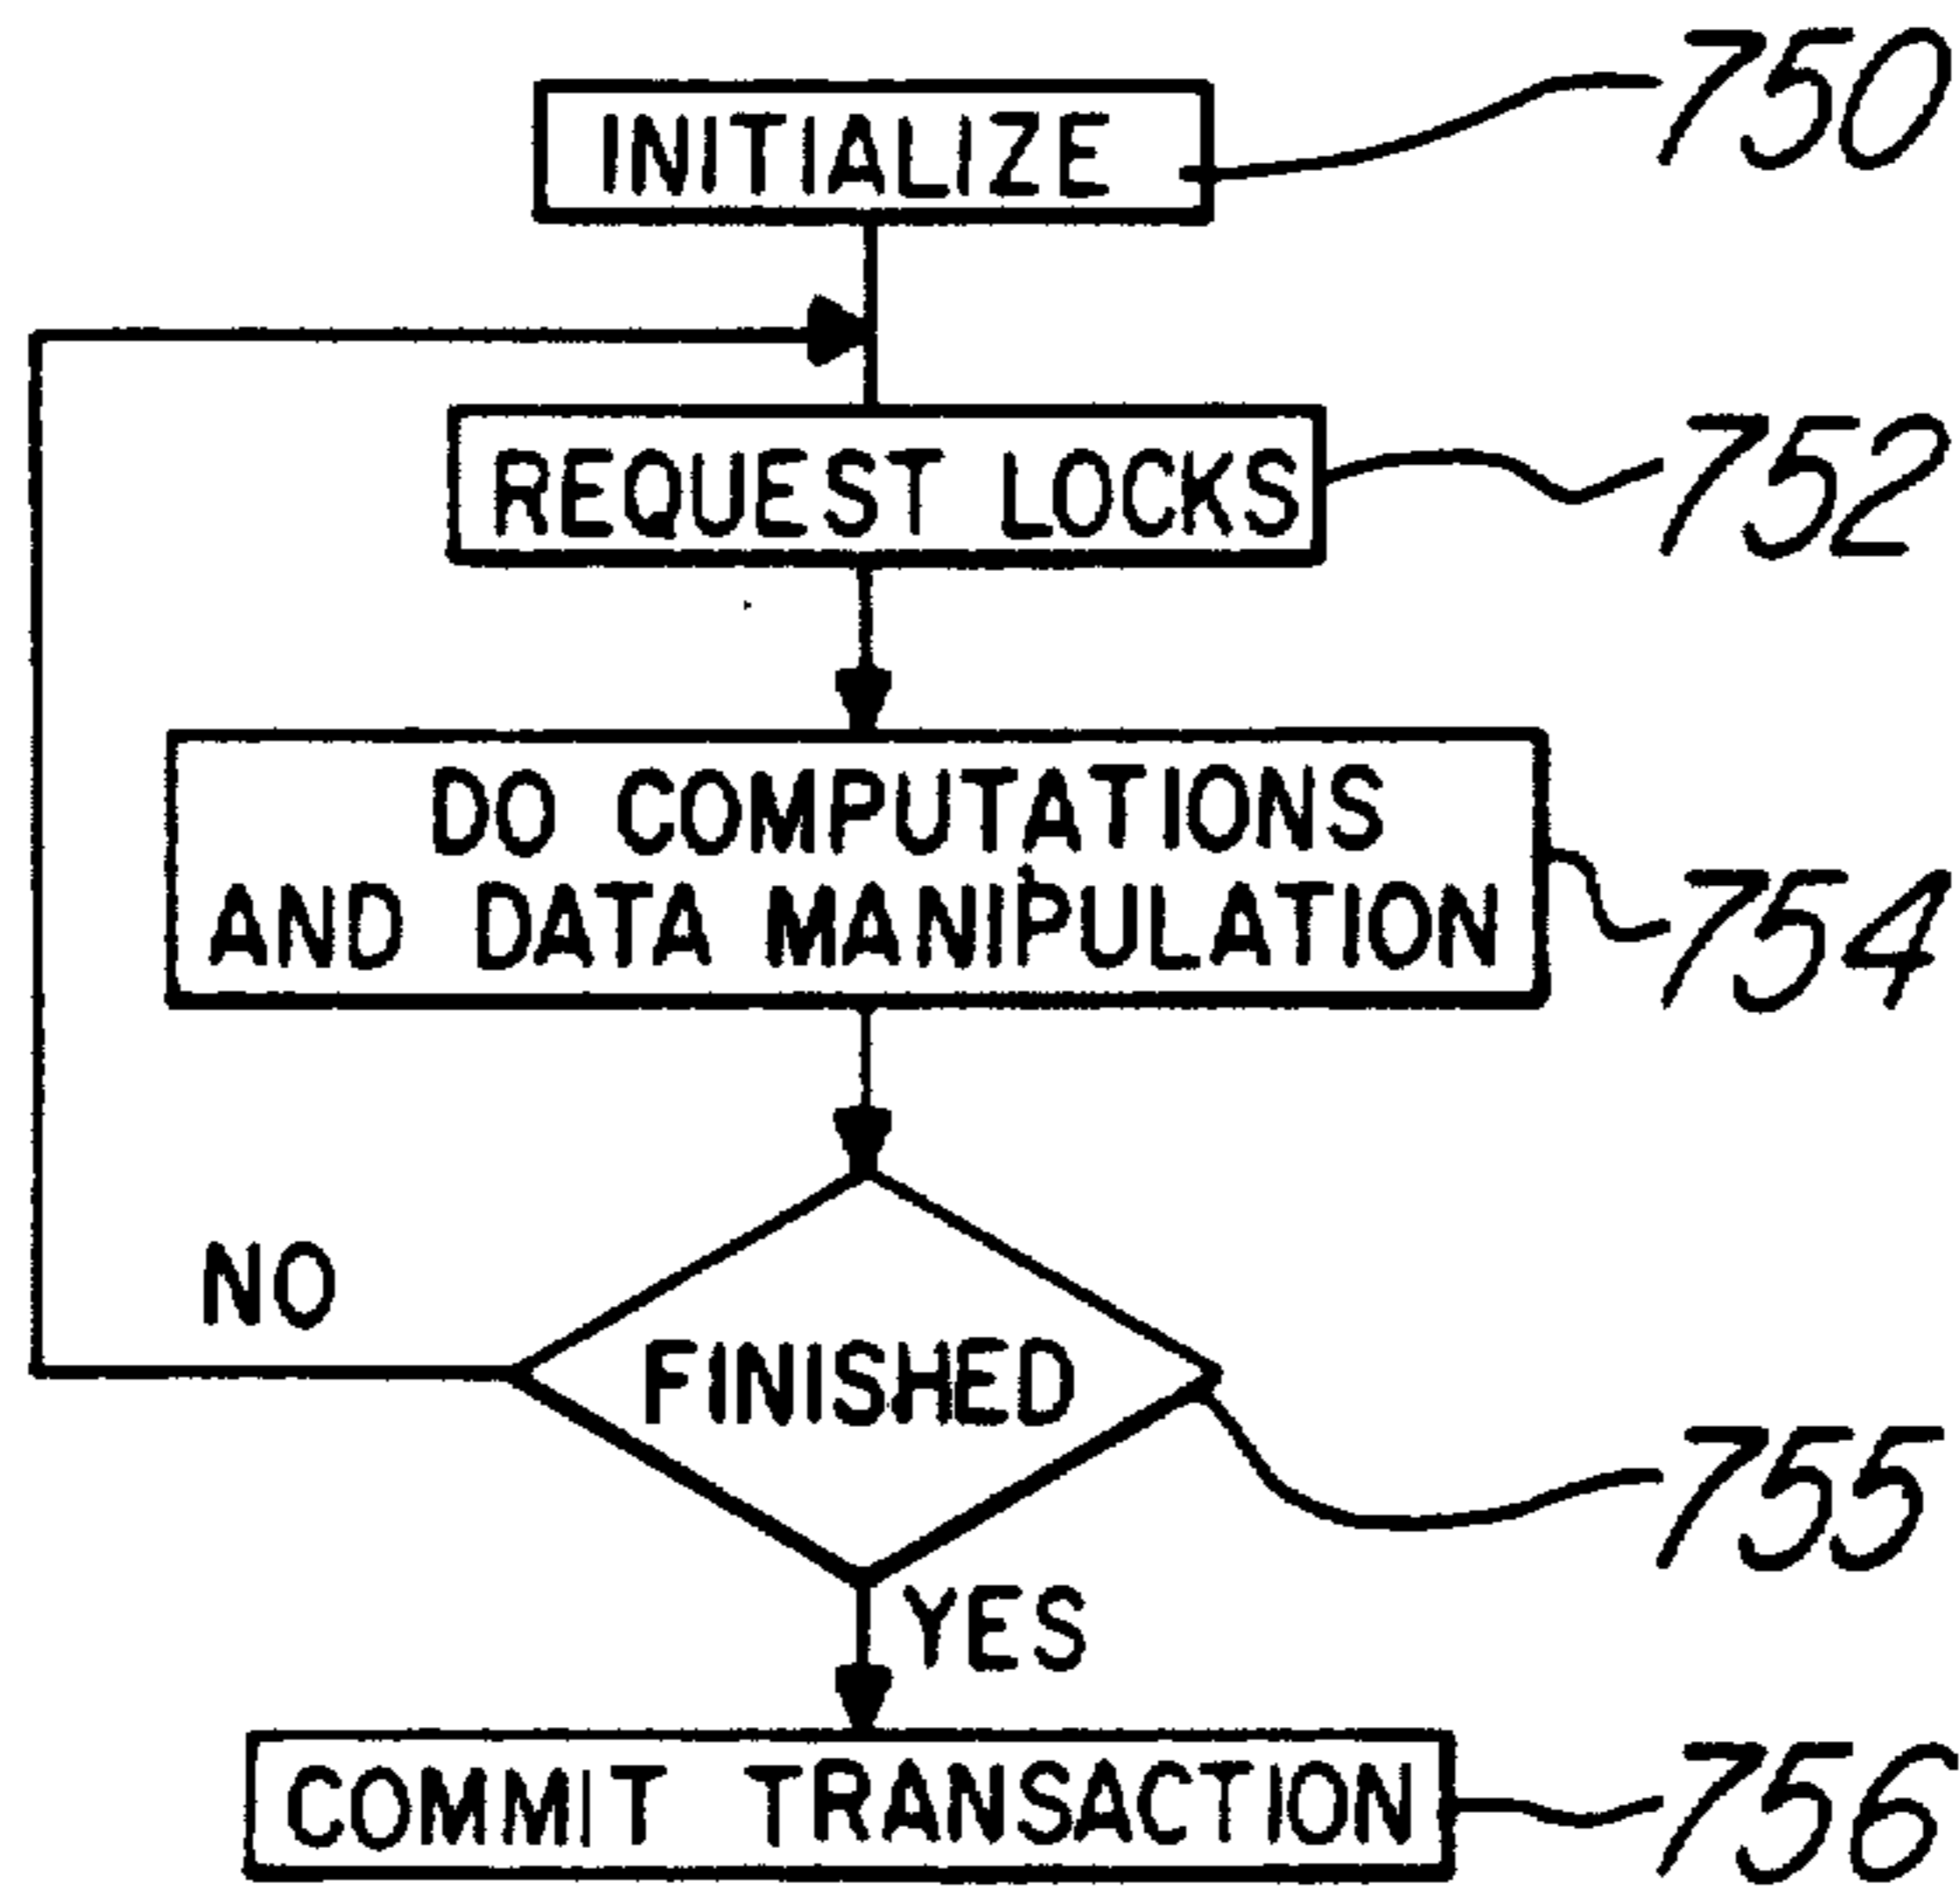 INITIALIZE
750
REQUEST LOCKS
752
DO COMPUTATIONS
AND DATA MANIPULATION
754
NO
FINISHED
755
YES
COMMIT TRANSACTION
756